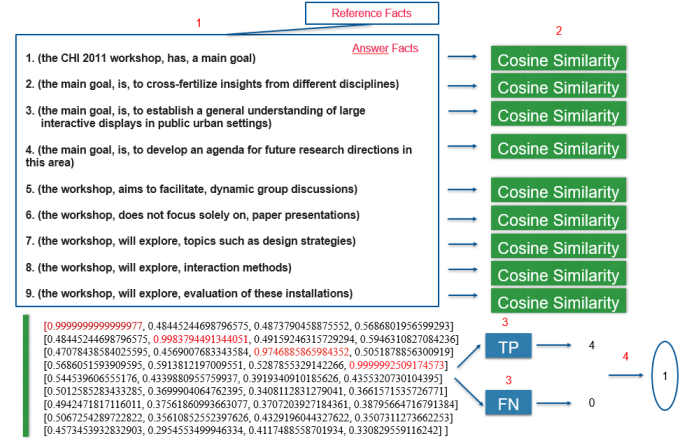 1
Reference Facts
2
Answer Facts
1. (the CHI 2011 workshop, has, a main goal)
Cosine Similarity
2. (the main goal, is, to cross-fertilize insights from different disciplines)
Cosine Similarity
3. (the main goal, is, to establish a general understanding of large
interactive displays in public urban settings)
Cosine Similarity
4. (the main goal, is, to develop an agenda for future research directions in
this area)
Cosine Similarity
5. (the workshop, aims to facilitate, dynamic group discussions)
Cosine Similarity
6. (the workshop, does not focus solely on, paper presentations)
Cosine Similarity
7. (the workshop, will explore, topics such as design strategies)
Cosine Similarity
8. (the workshop, will explore, interaction methods)
Cosine Similarity
9. (the workshop, will explore, evaluation of these installations)
Cosine Similarity
[0.9999999999999977, 0.48445244698796575, 0.4873790458875552, 0.5686801956599293]
[0.48445244698796575, 0.9983794491344051, 0.49159246315729294, 0.5946310827084236]
[0.47078438584025595, 0.4569007683343584, 0.9746885865984352, 0.5051878856300919]
[0.5686051593909595, 0.5913812197009551, 0.5287855329142266, 0.9999992509174573]
[0.544539606555176, 0.4339880955759937, 0.3919340910185626, 0.4355320730104395]
[0.5012585283433285, 0.3699904064762395, 0.3408112831279041, 0.3661571535726771]
[0.4942471817116011, 0.37561860993663077, 0.3707203927184361, 0.38795664716791384]
[0.5067254289722822, 0.35610852552397626, 0.4329196044327622, 0.3507311273662253]
[0.4573453932832903, 0.2954553499946334, 0.4117488558701934, 0.330829559116242] ]
3
TP
4
4
1
3
FN
0